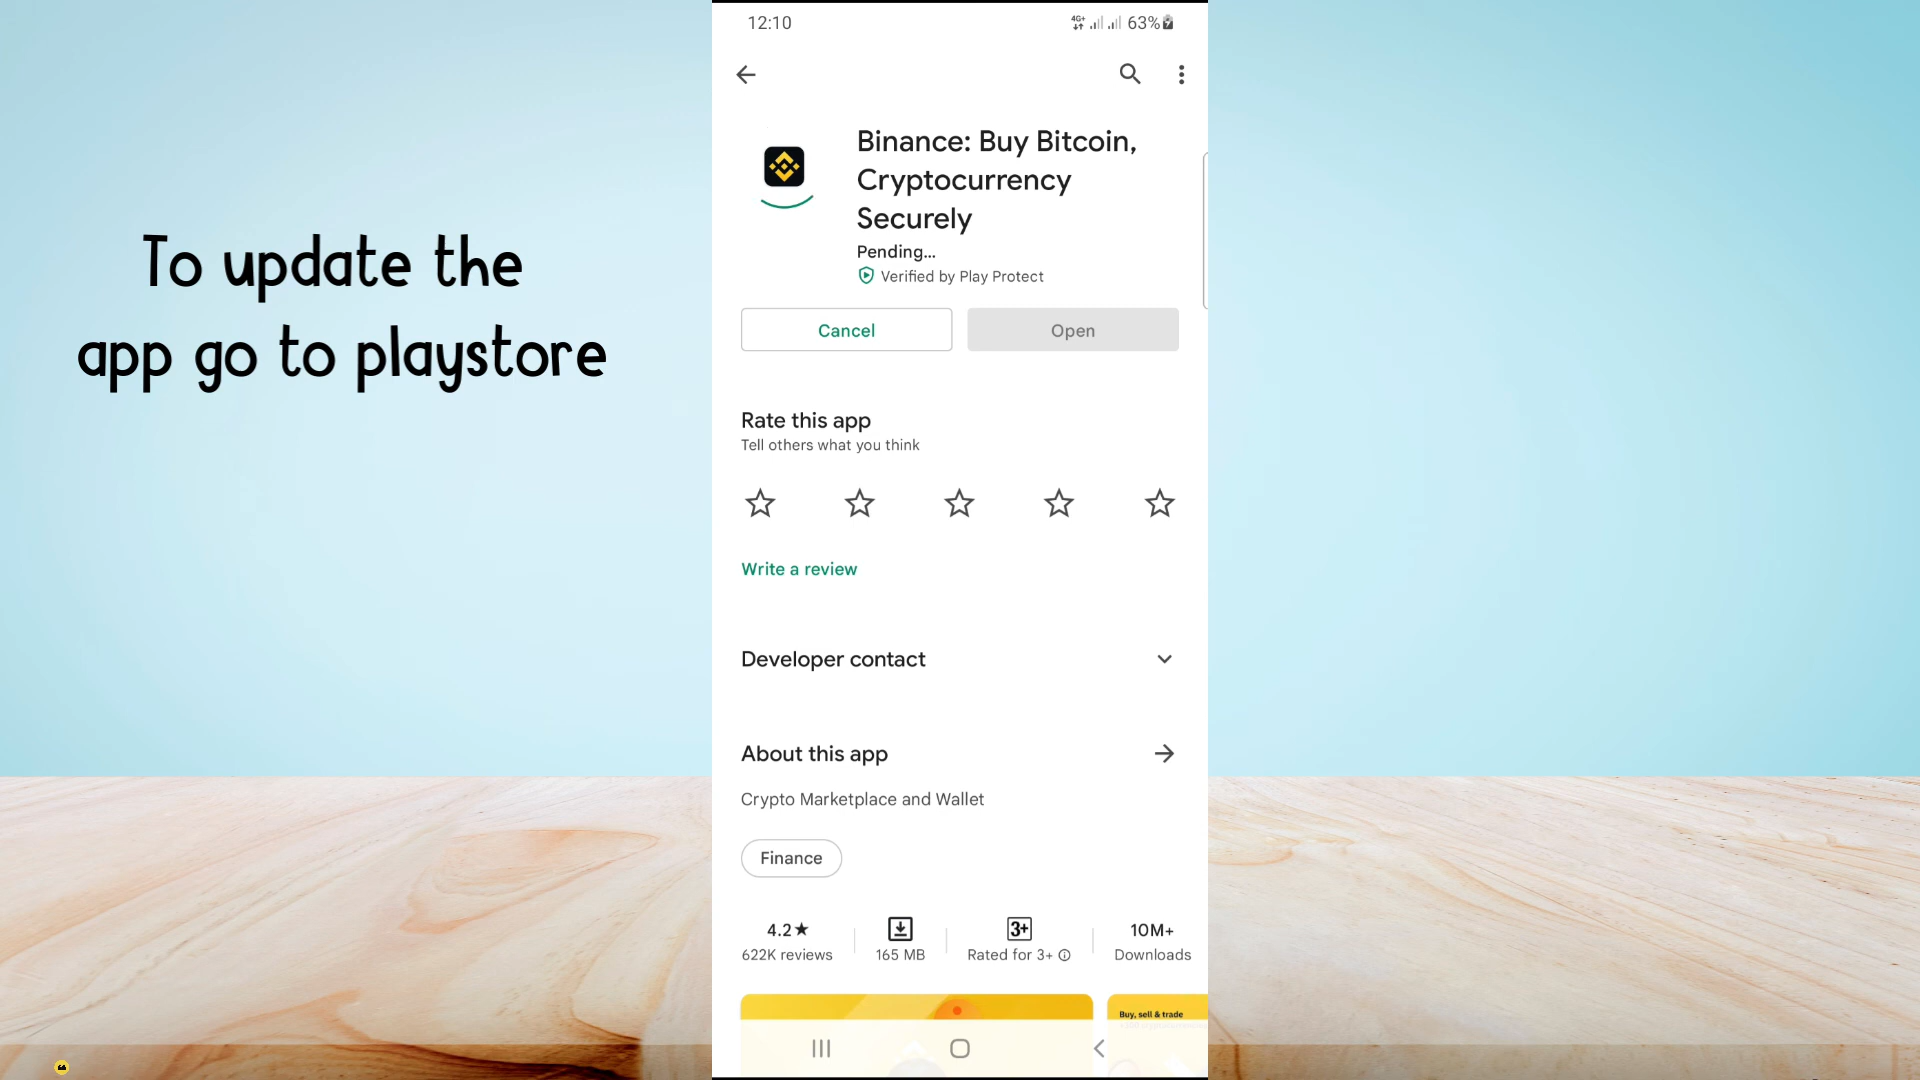 To update the
app go to playstore
12:10
4G+ 63%
Binance: Buy Bitcoin,
Cryptocurrency
Securely
Pending...
Verified by Play Protect
Cancel
Open
Rate this app
Tell others what you think
Write a review
Developer contact
About this app
Crypto Marketplace and Wallet
Finance
4.2★
622K reviews
165 MB
3+
Rated for 3+
10M+
Downloads
Buy, sell & trade